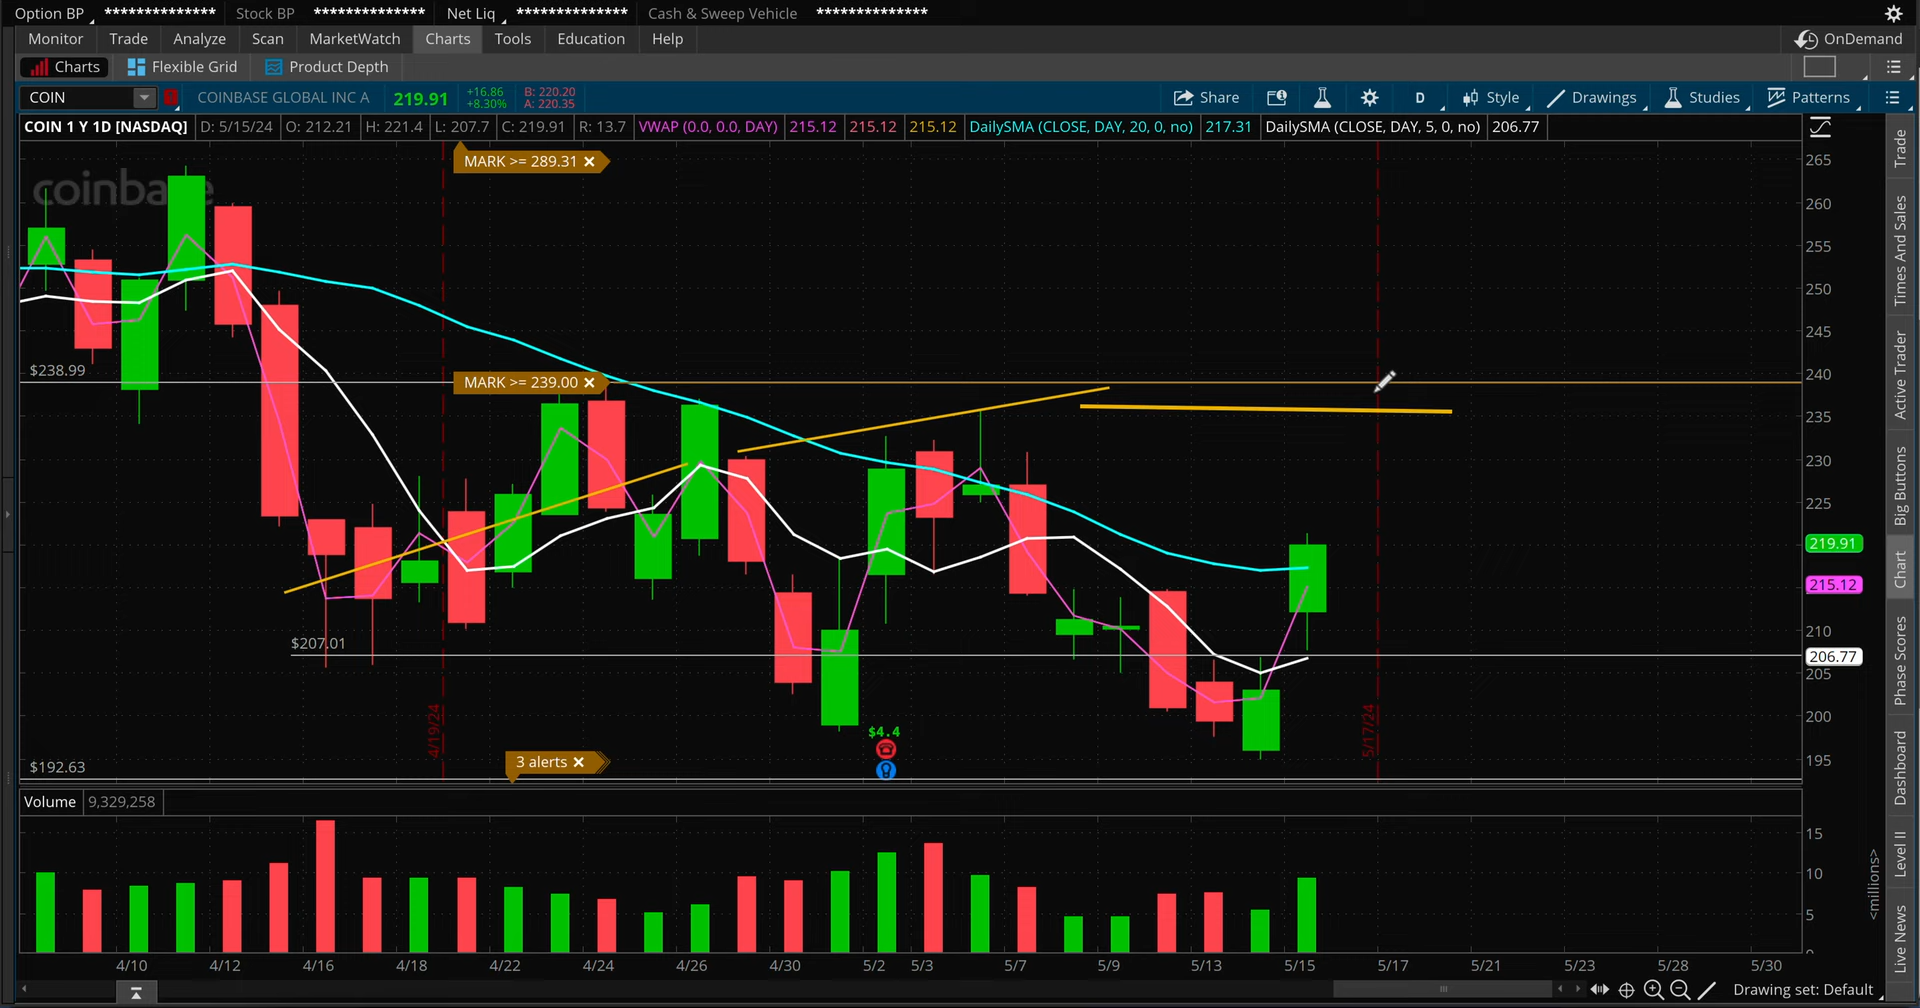 Option BP ************** Stock BP ************** Net Liq ************** Cash & Sweep Vehicle **************
Monitor Trade Analyze Scan MarketWatch Charts Tools Education Help OnDemand
Charts Flexible Grid Product Depth
COIN COINBASE GLOBAL INC A 219.91 +16.86 +8.30% B: 220.20 A: 220.35 Share D Style Drawings Studies Patterns
COIN 1 Y 1D [NASDAQ] D: 5/15/24 O: 212.21 H: 221.4 L: 207.7 C: 219.91 R: 13.7 VWAP (0.0, 0.0, DAY) 215.12 215.12 215.12 DailySMA (CLOSE, DAY, 20, 0, no) 217.31 DailySMA (CLOSE, DAY, 5, 0, no) 206.77
MARK >= 289.31 ×
coinbase
$238.99
MARK >= 239.00 ×
$207.01
4/19/24
5/17/24
$4.4
3 alerts ×
$192.63
265
260
255
250
245
240
235
230
225
219.91
215.12
210
206.77
205
200
195
Volume 9,329,258
15
10
5
<millions>
4/10 4/12 4/16 4/18 4/22 4/24 4/26 4/30 5/2 5/3 5/7 5/9 5/13 5/15 5/17 5/21 5/23 5/28 5/30
Drawing set: Default
Trade
Times And Sales
Active Trader
Big Buttons
Chart
Phase Scores
Dashboard
Level II
Live News